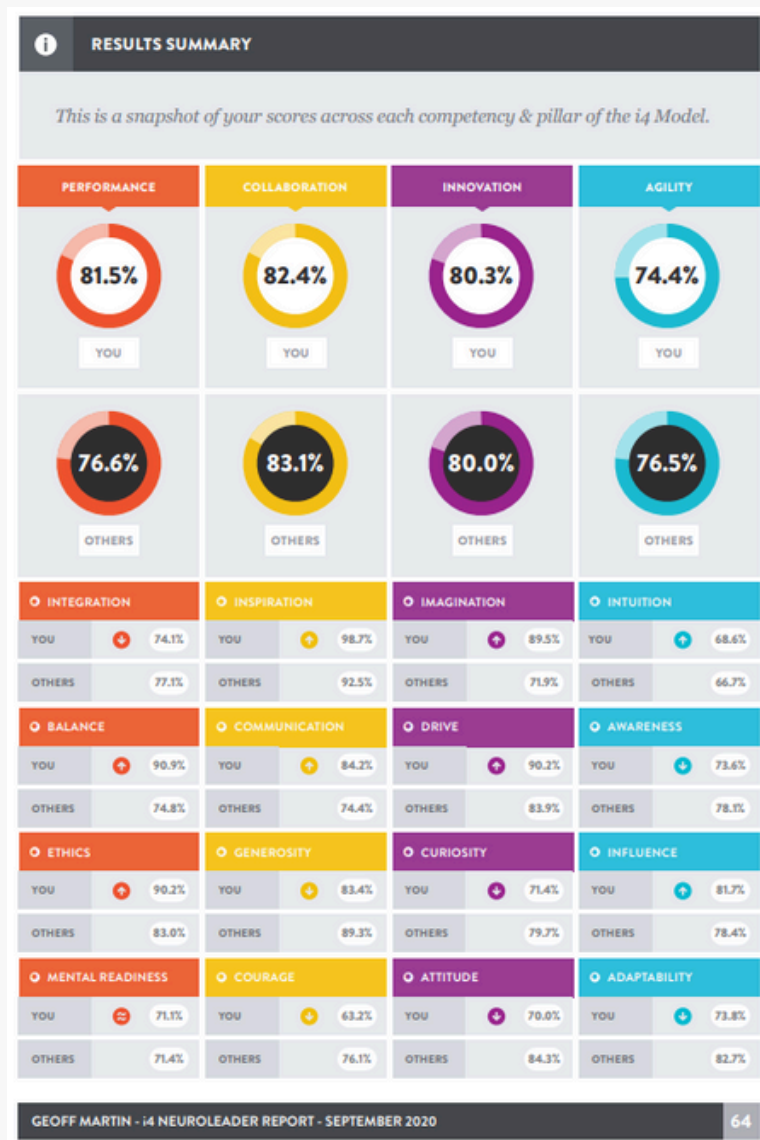 i RESULTS SUMMARY
This is a snapshot of your scores across each competency & pillar of the i4 Model.
PERFORMANCE COLLABORATION INNOVATION AGILITY
81.5% 82.4% 80.3% 74.4%
YOU YOU YOU YOU
76.6% 83.1% 80.0% 76.5%
OTHERS OTHERS OTHERS OTHERS
INTEGRATION INSPIRATION IMAGINATION INTUITION
YOU 74.1% YOU 98.7% YOU 89.5% YOU 68.6%
OTHERS 77.1% OTHERS 92.5% OTHERS 71.9% OTHERS 66.7%
BALANCE COMMUNICATION DRIVE AWARENESS
YOU 90.9% YOU 84.2% YOU 90.2% YOU 73.6%
OTHERS 74.8% OTHERS 74.4% OTHERS 83.9% OTHERS 78.1%
ETHICS GENEROSITY CURIOSITY INFLUENCE
YOU 90.2% YOU 83.4% YOU 71.4% YOU 81.7%
OTHERS 83.0% OTHERS 89.3% OTHERS 79.7% OTHERS 78.4%
MENTAL READINESS COURAGE ATTITUDE ADAPTABILITY
YOU 71.1% YOU 63.2% YOU 70.0% YOU 73.8%
OTHERS 71.4% OTHERS 76.1% OTHERS 84.3% OTHERS 82.7%
GEOFF MARTIN - i4 NEUROLEADER REPORT - SEPTEMBER 2020 64